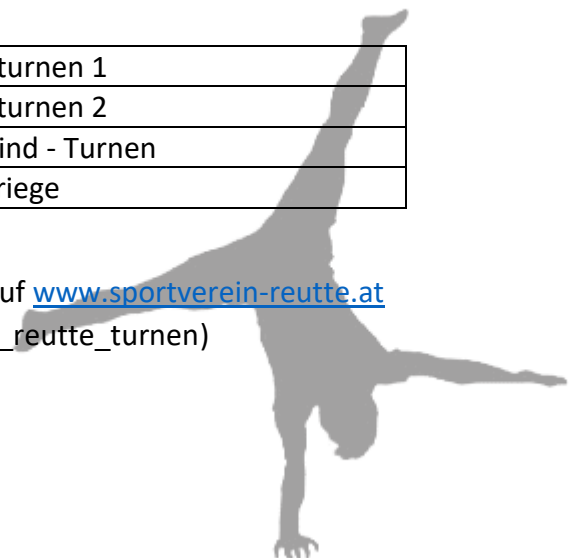 turnen 1
turnen 2
ind - Turnen
riege
uf www.sportverein-reutte.at
_reutte_turnen)